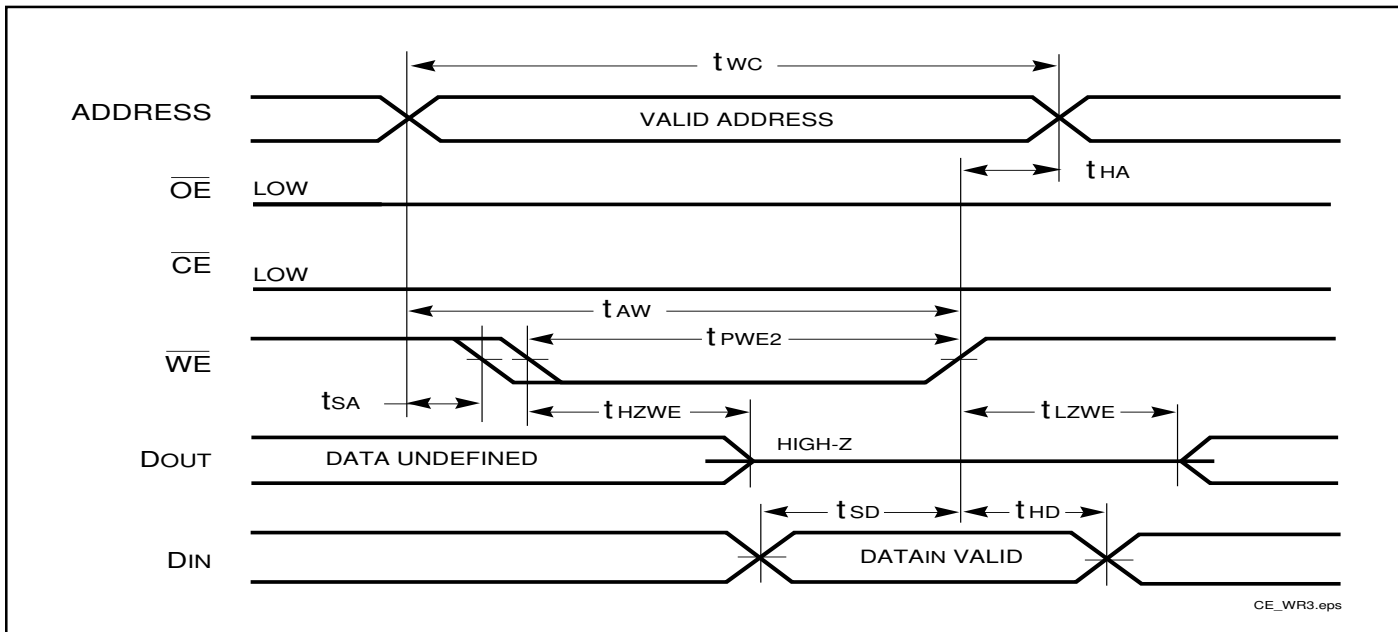 tWC
ADDRESS
VALID ADDRESS
tHA
OE
LOW
CE
LOW
tAW
WE
tPWE2
tSA
tHZWE
tLZWE
DOUT
DATA UNDEFINED
HIGH-Z
tSD
tHD
DIN
DATAIN VALID
CE_WR3.eps